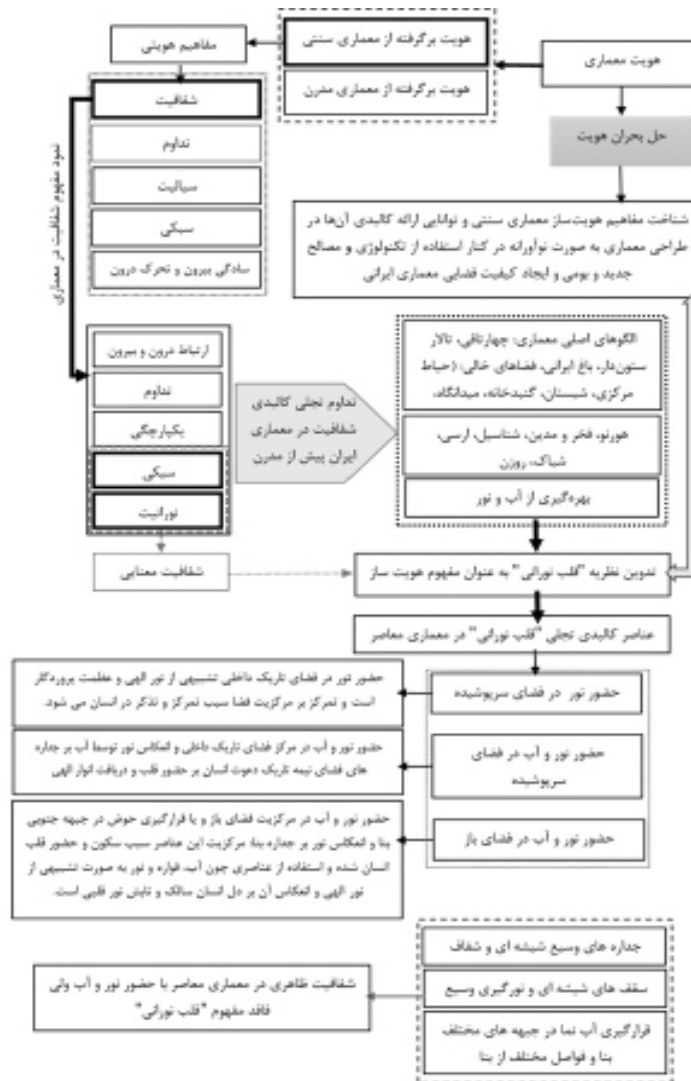 هویت معماری
هویت برگرفته از معماری سنتی
هویت برگرفته از معماری مدرن
مفاهیم هویتی
شفافیت
تداوم
سیالیت
سبکی
سادگی بیرون و تحرک درون
نمود مفهوم شفافیت در معماری
حل بحران هویت
شناخت مفاهیم هویت‌ساز معماری سنتی و توانایی ارائه کالبدی آن‌ها در
طراحی معماری به صورت نوآورانه در کنار استفاده از تکنولوژی و مصالح
جدید و بومی و ایجاد کیفیت فضایی معماری ایرانی
ارتباط درون و بیرون
تداوم
یکپارچگی
سبکی
نورانیت
شفافیت معنایی
تداوم تجلی کالبدی
شفافیت در معماری
ایران پیش از مدرن
الگوهای اصلی معماری: چهارتاقی، تالار
ستون‌دار، باغ ایرانی، فضاهای خالی: (حیاط
مرکزی، شبستان، گنبدخانه، میدانگاه،
هورنو، فخر و مدین، شناسیل، ارسی،
شباک، روزن
بهره‌گیری از آب و نور
تدوین نظریه "قلب نورانی" به عنوان مفهوم هویت ساز
عناصر کالبدی تجلی "قلب نورانی" در معماری معاصر
حضور نور در فضای سرپوشیده
حضور نور و آب در فضای
سرپوشیده
حضور نور و آب در فضای باز
حضور نور در فضای تاریک داخلی تشبیهی از نور الهی و عظمت پروردگار
است و تمرکز بر مرکزیت فضا سبب تمرکز و تذکر در انسان می شود.
حضور نور و آب در مرکز فضای تاریک داخلی و انعکاس نور توسط آب بر جداره
های فضای نیمه تاریک دعوت انسان بر حضور قلب و دریافت انوار الهی
حضور نور و آب در مرکزیت فضای باز و یا قرارگیری حوض در جبهه جنوبی
بنا و انعکاس نور بر جداره بنا: مرکزیت این عناصر سبب سکون و حضور قلب
انسان شده و استفاده از عناصری چون آب، فواره و نور به صورت تشبیهی از
نور الهی و انعکاس آن بر دل انسان سالک و تابش نور قلبی است.
جداره های وسیع شیشه ای و شفاف
سقف های شیشه ای و نورگیری وسیع
قرارگیری آب نما در جبهه های مختلف
بنا و فواصل مختلف از بنا
شفافیت ظاهری در معماری معاصر با حضور نور و آب ولی
فاقد مفهوم "قلب نورانی"